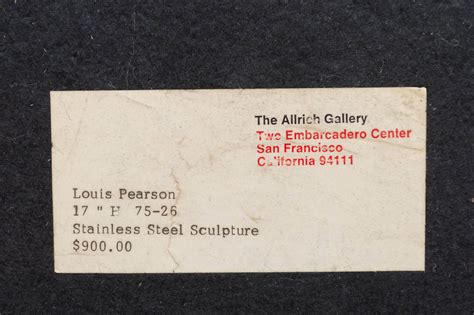 The Allrich Gallery
Two Embarcadero Center
San Francisco
California 94111
Louis Pearson
17 " H 75-26
Stainless Steel Sculpture
$900.00